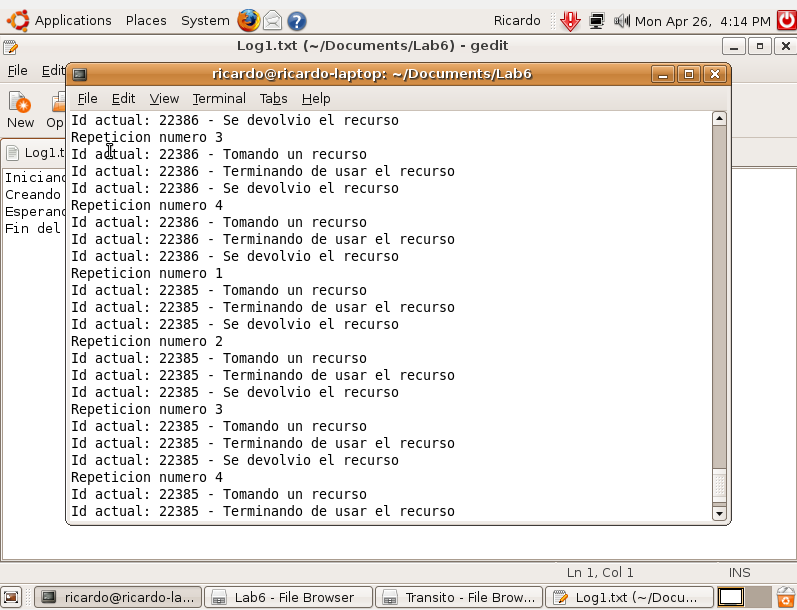 Applications Places System Ricardo Mon Apr 26, 4:14 PM
Log1.txt (~/Documents/Lab6) - gedit
File Edit
ricardo@ricardo-laptop: ~/Documents/Lab6
File Edit View Terminal Tabs Help
New Op
Log1.t
Iniciand
Creando
Esperand
Fin del
Id actual: 22386 - Se devolvio el recurso
Repeticion numero 3
Id actual: 22386 - Tomando un recurso
Id actual: 22386 - Terminando de usar el recurso
Id actual: 22386 - Se devolvio el recurso
Repeticion numero 4
Id actual: 22386 - Tomando un recurso
Id actual: 22386 - Terminando de usar el recurso
Id actual: 22386 - Se devolvio el recurso
Repeticion numero 1
Id actual: 22385 - Tomando un recurso
Id actual: 22385 - Terminando de usar el recurso
Id actual: 22385 - Se devolvio el recurso
Repeticion numero 2
Id actual: 22385 - Tomando un recurso
Id actual: 22385 - Terminando de usar el recurso
Id actual: 22385 - Se devolvio el recurso
Repeticion numero 3
Id actual: 22385 - Tomando un recurso
Id actual: 22385 - Terminando de usar el recurso
Id actual: 22385 - Se devolvio el recurso
Repeticion numero 4
Id actual: 22385 - Tomando un recurso
Id actual: 22385 - Terminando de usar el recurso
Ln 1, Col 1 INS
ricardo@ricardo-la... Lab6 - File Browser Transito - File Brow... Log1.txt (~/Docu...